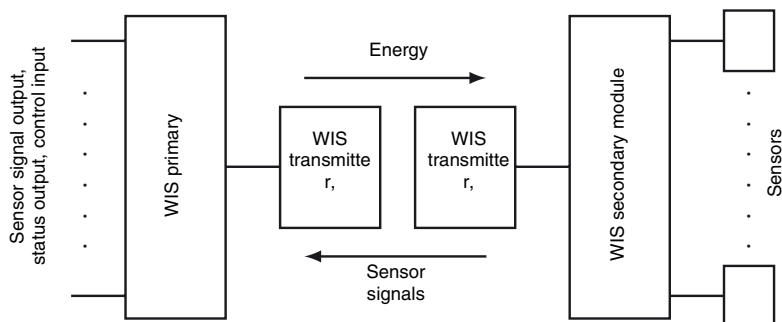 Sensor signal output,
status output, control input
WIS primary
Energy
WIS
transmitte
r,
WIS
transmitte
r,
Sensor
signals
WIS secondary module
Sensors